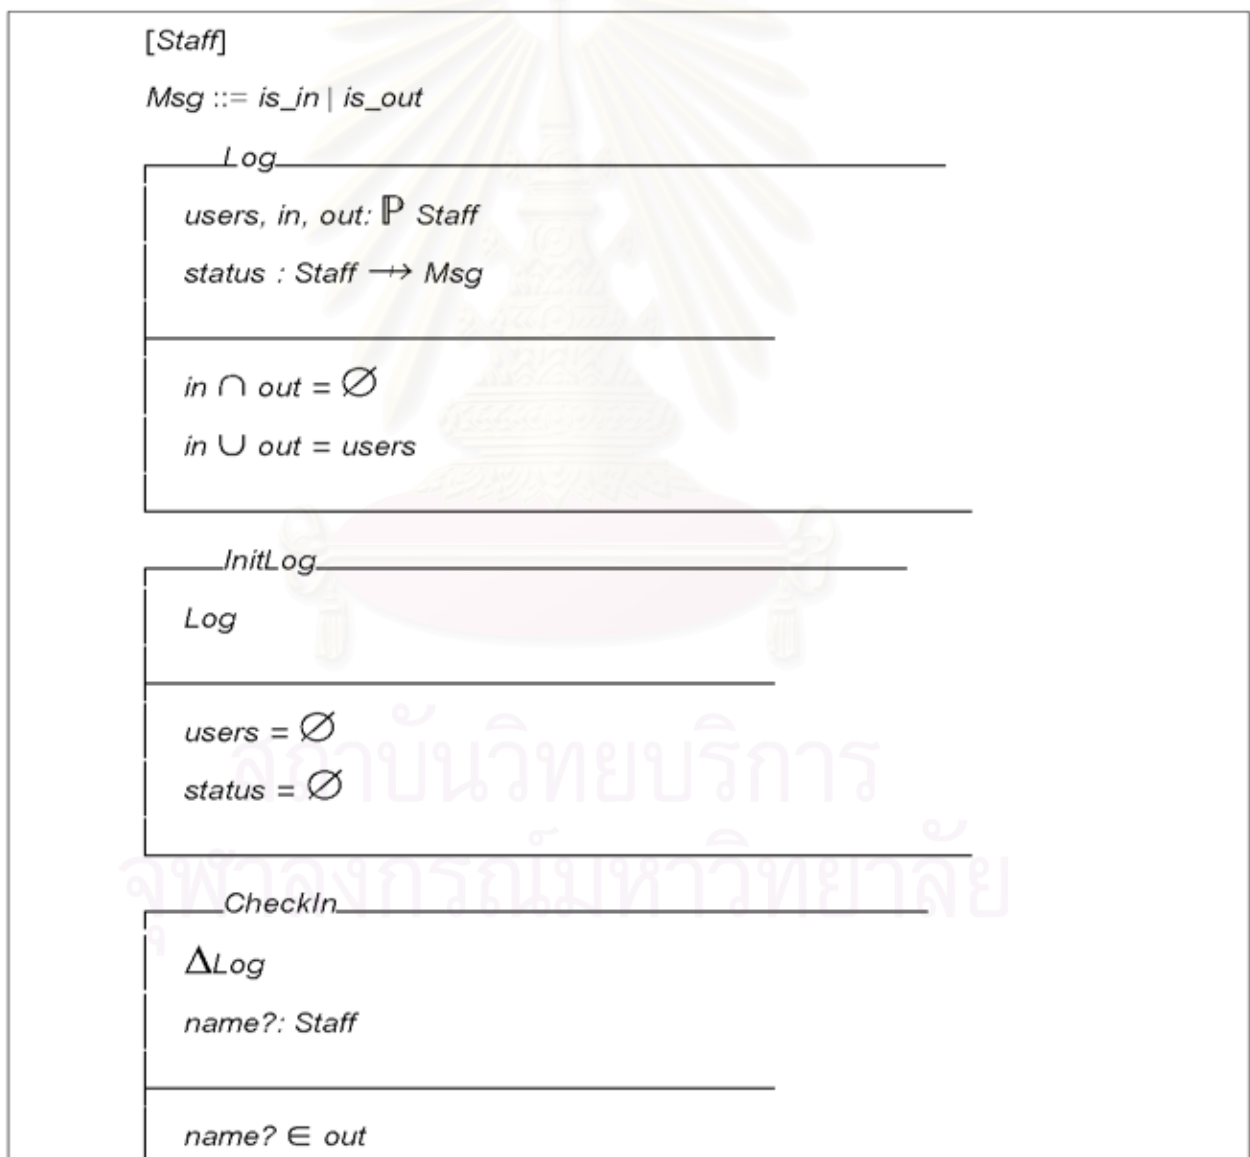 [Staff]
Msg ::= is_in | is_out
Log
users, in, out: ℙ Staff
status : Staff ⇸ Msg
in ∩ out = ∅
in ∪ out = users
InitLog
Log
users = ∅
status = ∅
สถาบันวิทยบริการ
จุฬาลงกรณ์มหาวิทยาลัย
CheckIn
ΔLog
name?: Staff
name? ∈ out